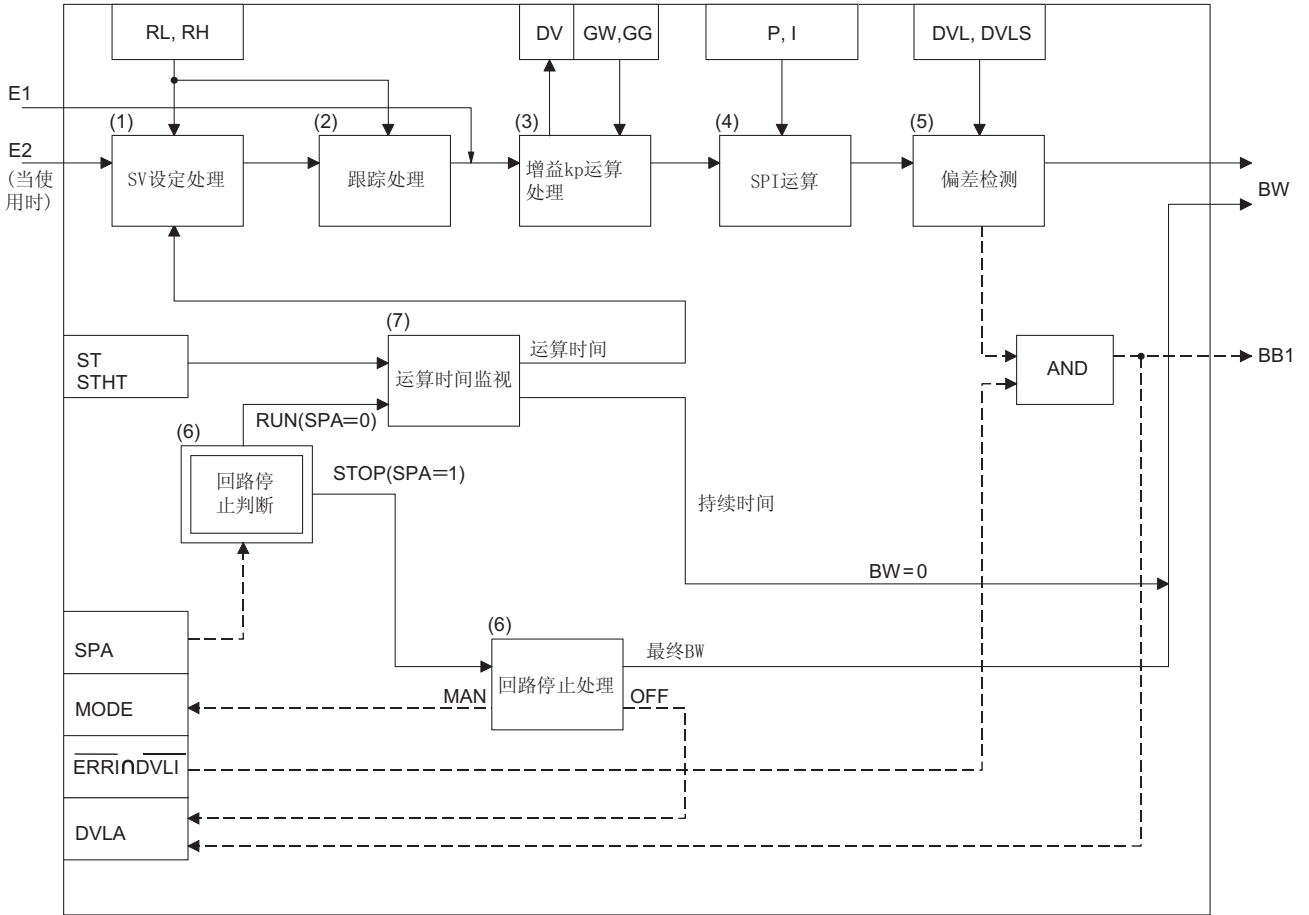 RL, RH
DV
GW,GG
P, I
DVL, DVLS
E1
(1)
(2)
(3)
(4)
(5)
E2
(当使
用时)
SV设定处理
跟踪处理
增益kp运算
处理
SPI运算
偏差检测
BW
(7)
ST
STHT
运算时间监视
运算时间
AND
BB1
RUN(SPA=0)
(6)
回路停
止判断
STOP(SPA=1)
持续时间
BW=0
SPA
(6)
回路停止处理
最终BW
MODE
MAN
OFF
E̅R̅R̅I̅∩D̅V̅L̅I̅
DVLA